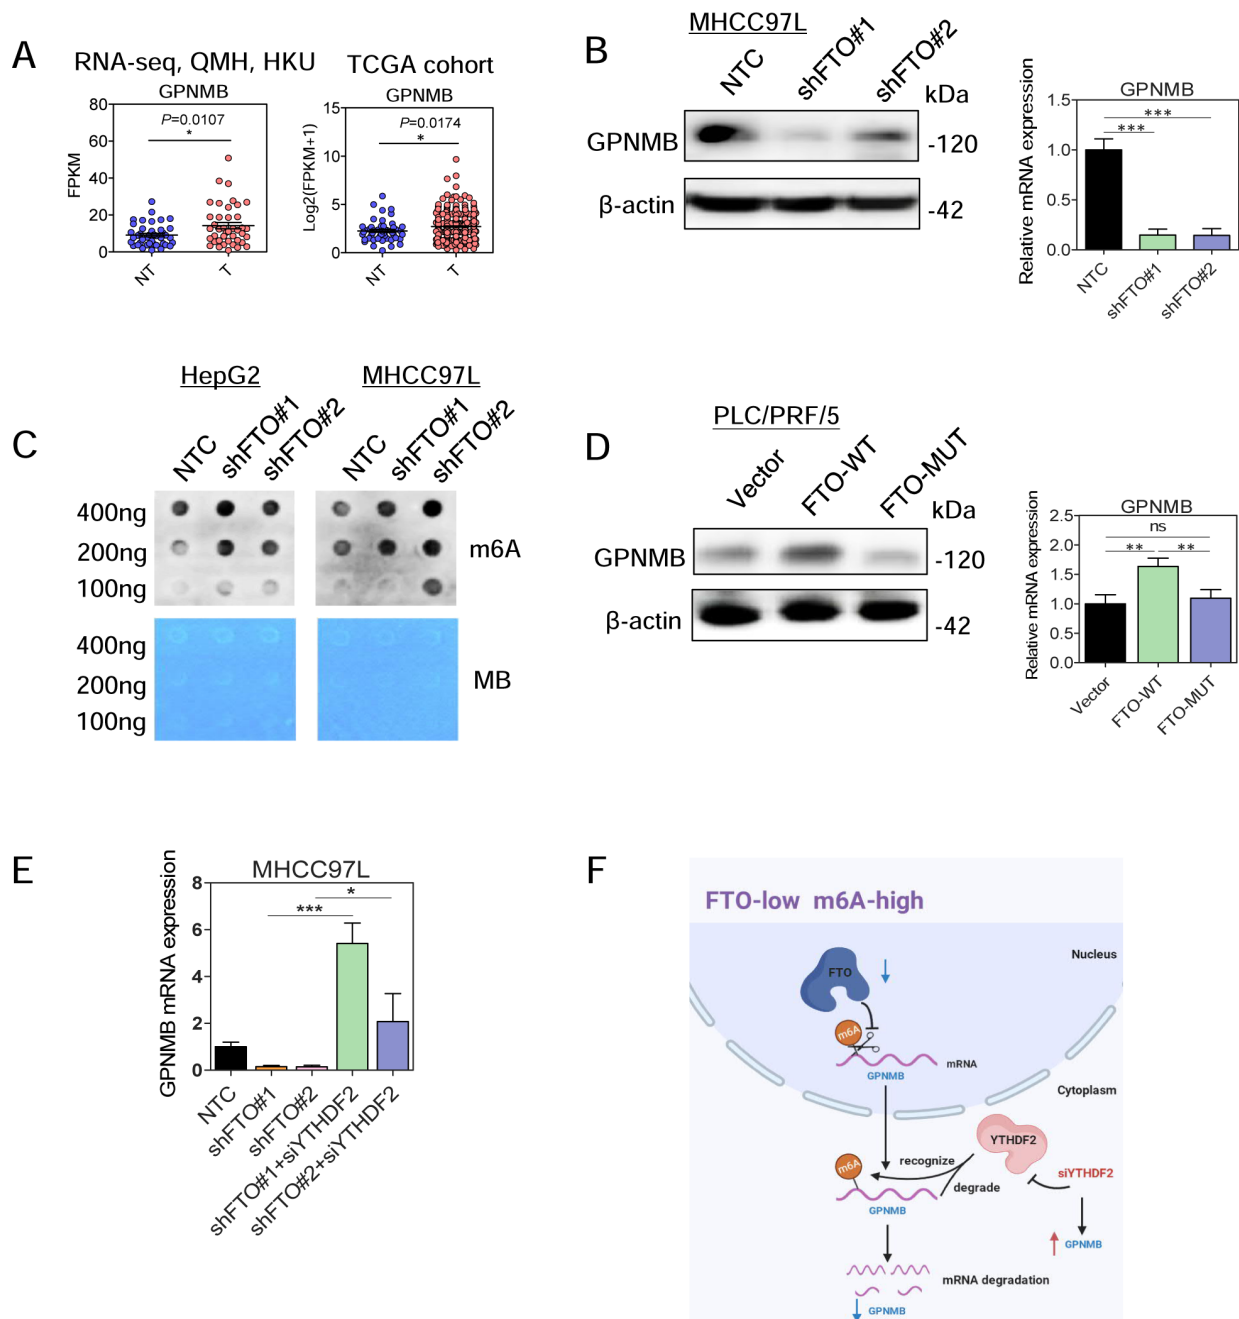 A
RNA-seq, QMH, HKU
GPNMB
P=0.0107
*
FPKM
80
60
40
20
0
NT
T
TCGA cohort
GPNMB
P=0.0174
*
Log2(FPKM+1)
15
10
5
0
NT
T
B
MHCC97L
NTC
shFTO#1
shFTO#2
kDa
GPNMB
-120
β-actin
-42
GPNMB
Relative mRNA expression
1.5
1.0
0.5
0.0
***
***
NTC
shFTO#1
shFTO#2
C
HepG2
MHCC97L
NTC
shFTO#1
shFTO#2
NTC
shFTO#1
shFTO#2
400ng
200ng
100ng
m6A
400ng
200ng
100ng
MB
D
PLC/PRF/5
Vector
FTO-WT
FTO-MUT
kDa
GPNMB
-120
β-actin
-42
GPNMB
Relative mRNA expression
2.5
2.0
1.5
1.0
0.5
0.0
ns
**
**
Vector
FTO-WT
FTO-MUT
E
MHCC97L
GPNMB mRNA expression
8
6
4
2
0
*
***
NTC
shFTO#1
shFTO#2
shFTO#1+siYTHDF2
shFTO#2+siYTHDF2
F
FTO-low m6A-high
Nucleus
FTO
m6A
mRNA
GPNMB
Cytoplasm
YTHDF2
m6A
recognize
siYTHDF2
degrade
GPNMB
GPNMB
mRNA degradation
GPNMB